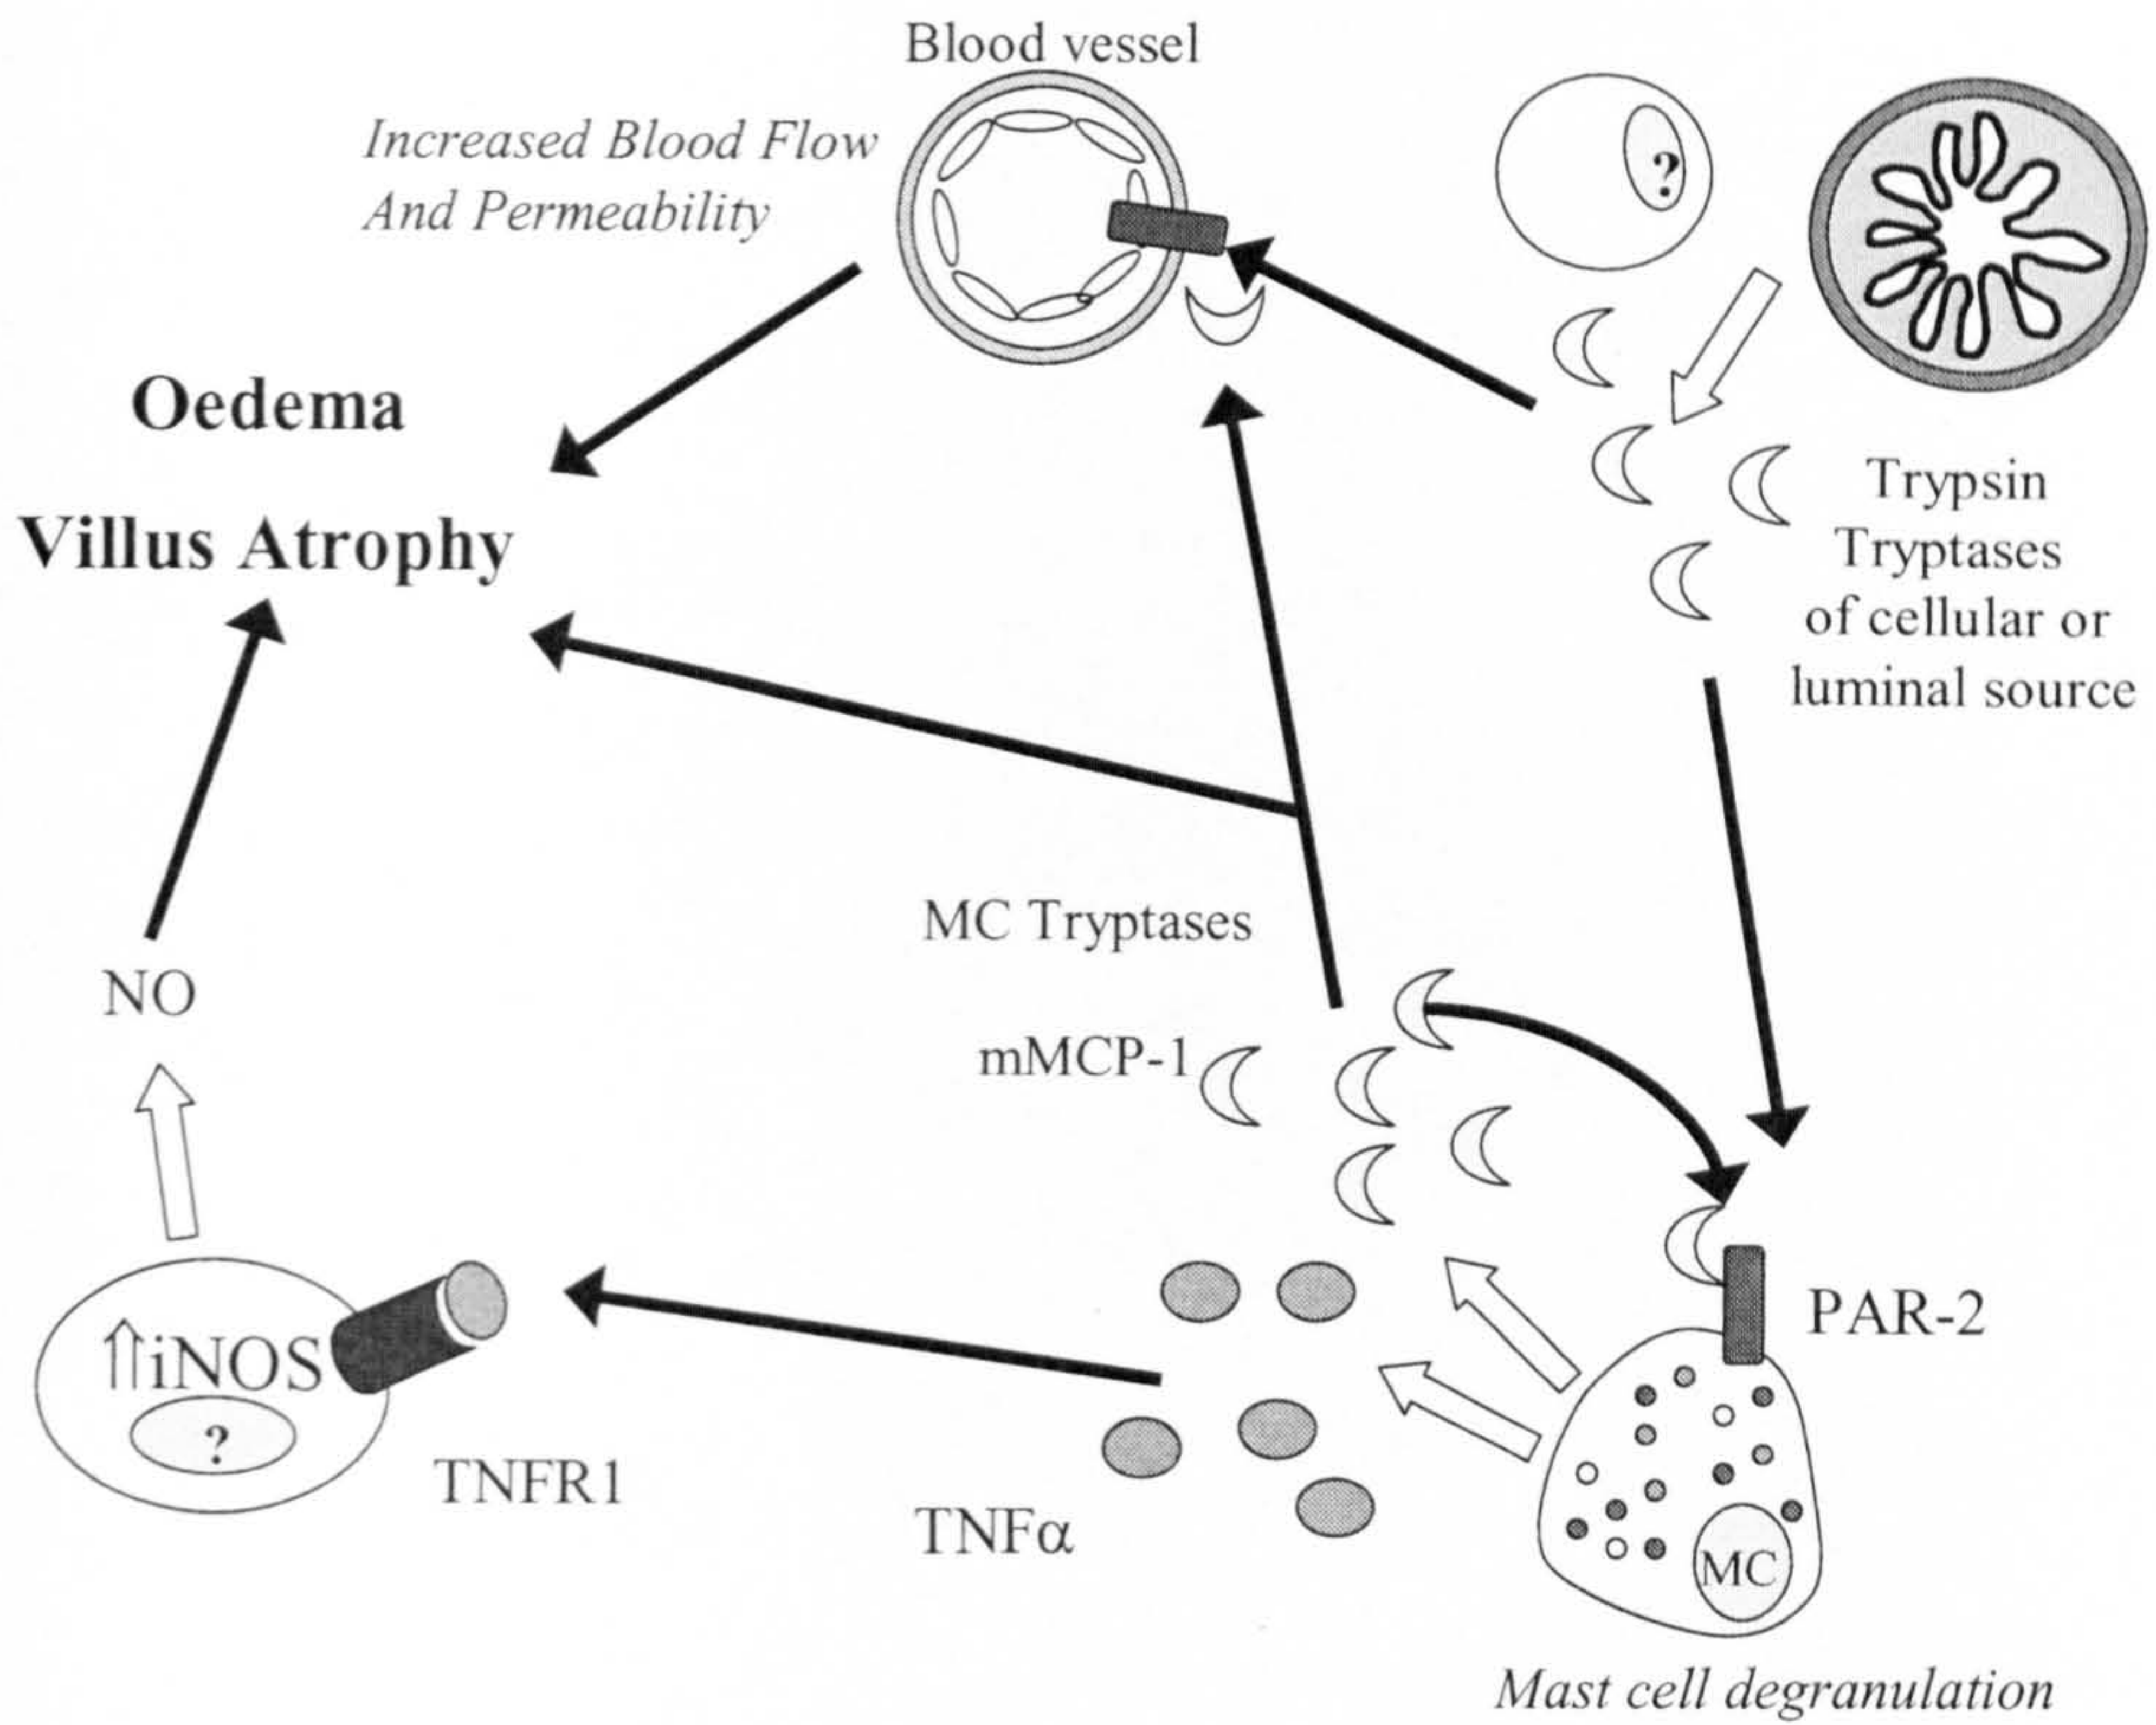 Blood vessel
Increased Blood Flow
And Permeability
?
Oedema
Villus Atrophy
Trypsin
Tryptases
of cellular or
luminal source
MC Tryptases
NO
mMCP-1
PAR-2
⇑iNOS
?
TNFR1
TNFα
MC
Mast cell degranulation